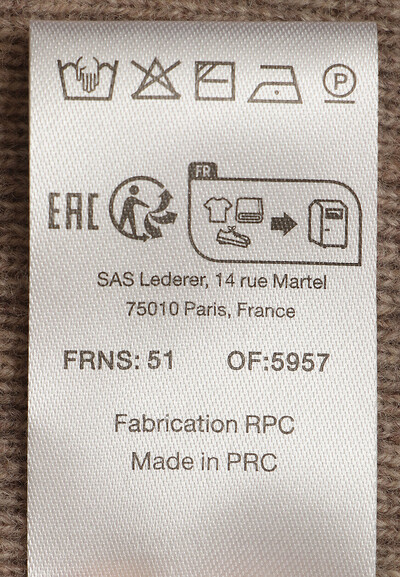 P
EAC
FR
SAS Lederer, 14 rue Martel
75010 Paris, France
FRNS: 51 OF:5957
Fabrication RPC
Made in PRC